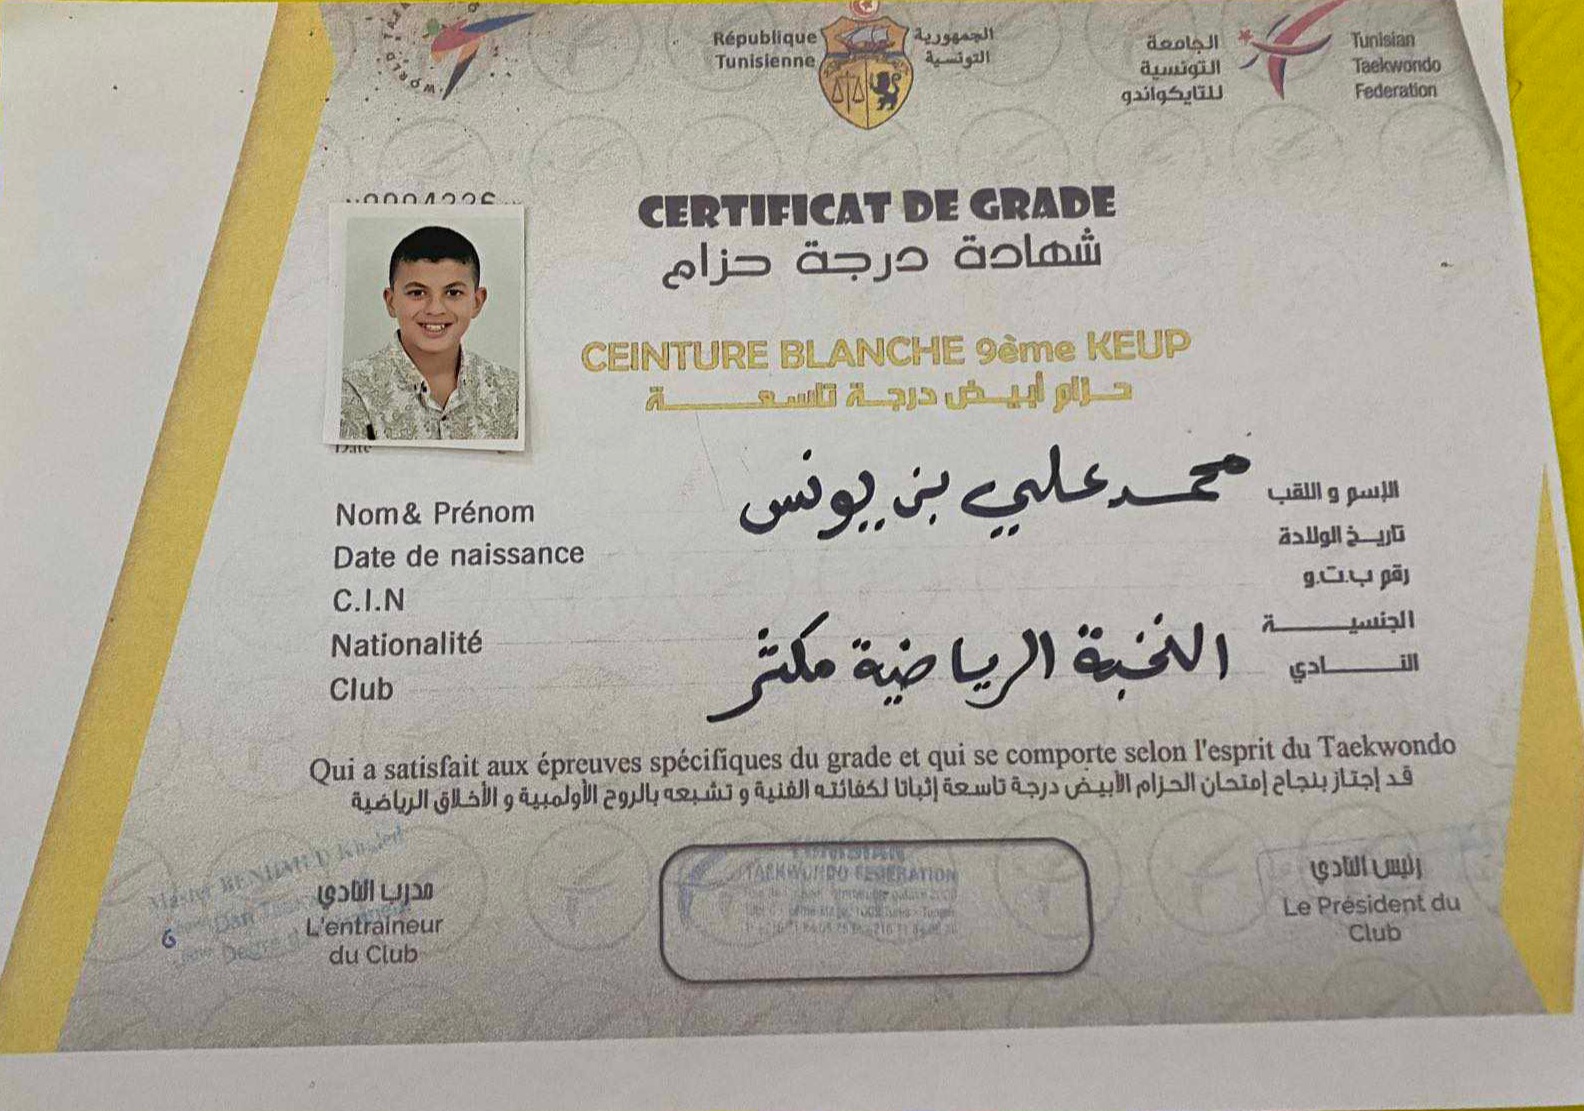 République
Tunisienne
الجمهورية
التونسية
الجامعة
التونسية
للتايكواندو
Tunisian
Taekwondo
Federation
WORLD
CERTIFICAT DE GRADE
شهادة درجة حزام
CEINTURE BLANCHE 9ème KEUP
حزام أبيض درجة تاسعة
Date
Nom& Prénom محمد علي بن يونس الإسم و اللقب
Date de naissance تاريخ الولادة
C.I.N رقم ب.ت.و
Nationalité الجنسية
Club النخبة الرياضية مكثر النادي
Qui a satisfait aux épreuves spécifiques du grade et qui se comporte selon l'esprit du Taekwondo
قد إجتاز بنجاح إمتحان الحزام الأبيض درجة تاسعة إثباتا لكفائته الفنية و تشبعه بالروح الأولمبية و الأخلاق الرياضية
مدرب النادي
L'entraîneur
du Club
TUNISIAN
TAEKWONDO FEDERATION
رئيس النادي
Le Président du
Club